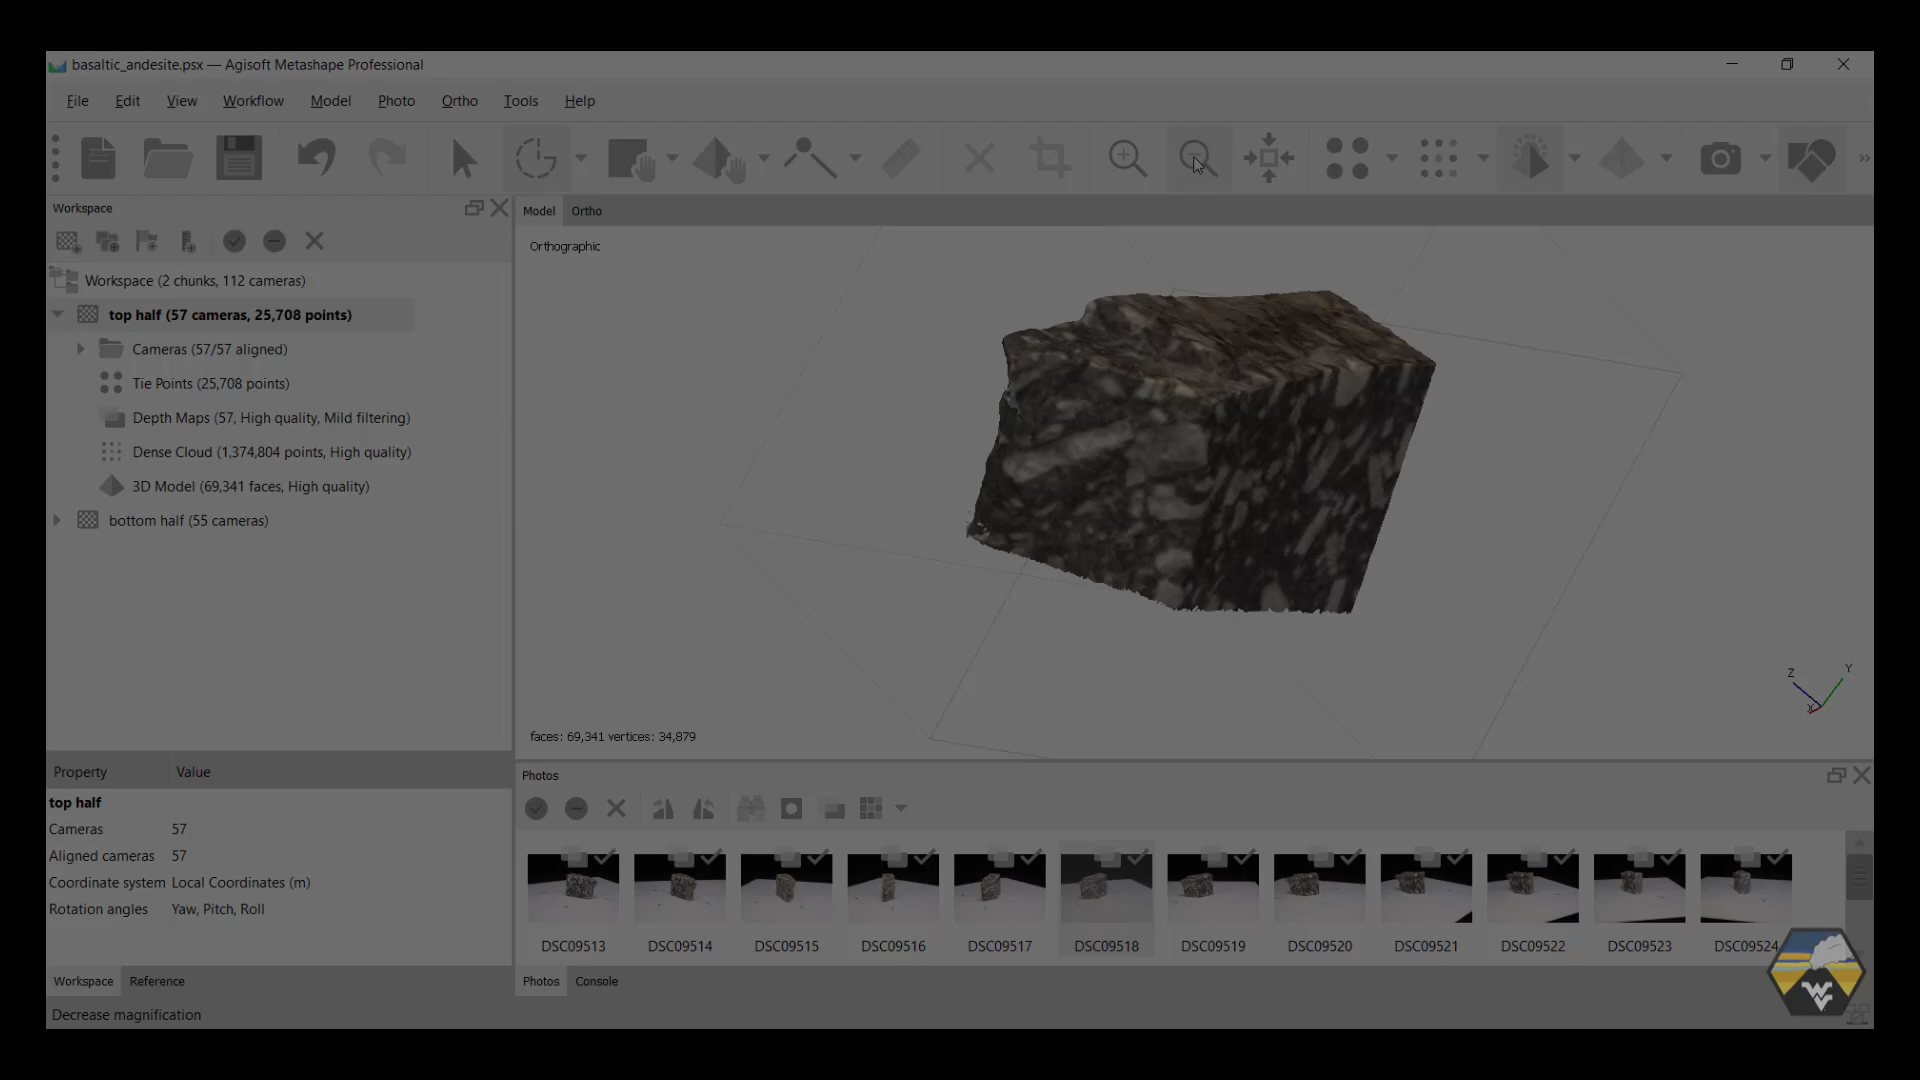 basaltic_andesite.psx — Agisoft Metashape Professional
File Edit View Workflow Model Photo Ortho Tools Help
Workspace
Model Ortho
Orthographic
Workspace (2 chunks, 112 cameras)
top half (57 cameras, 25,708 points)
Cameras (57/57 aligned)
Tie Points (25,708 points)
Depth Maps (57, High quality, Mild filtering)
Dense Cloud (1,374,804 points, High quality)
3D Model (69,341 faces, High quality)
bottom half (55 cameras)
Z Y
X
faces: 69,341 vertices: 34,879
Property Value
top half
Cameras 57
Aligned cameras 57
Coordinate system Local Coordinates (m)
Rotation angles Yaw, Pitch, Roll
Photos
DSC09513 DSC09514 DSC09515 DSC09516 DSC09517 DSC09518 DSC09519 DSC09520 DSC09521 DSC09522 DSC09523 DSC09524
WV
Workspace Reference
Photos Console
Decrease magnification